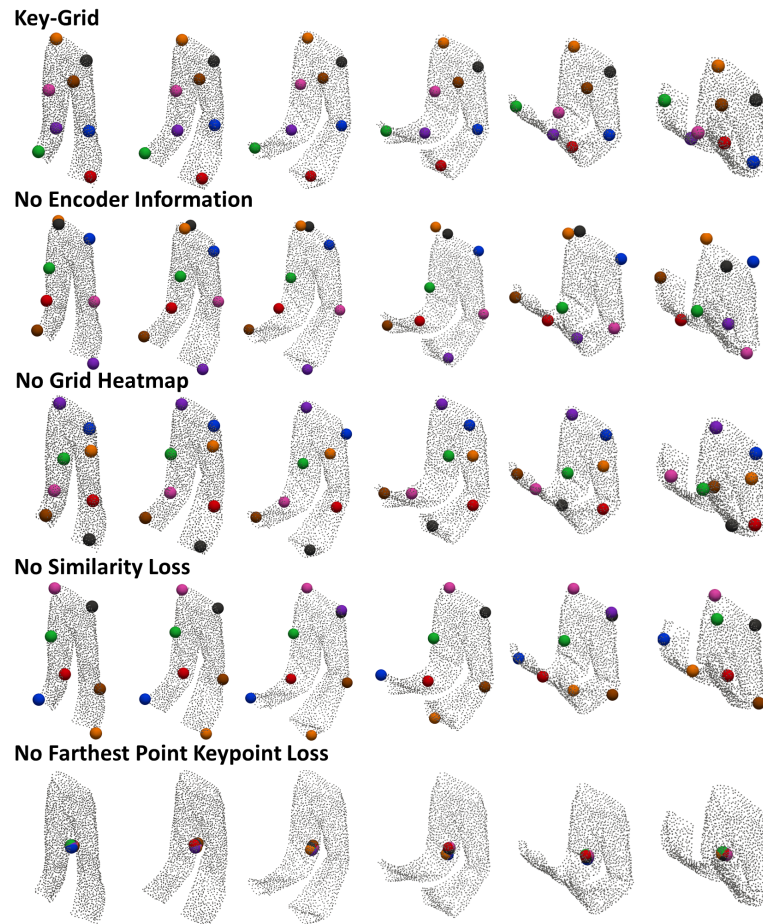 Key-Grid
No Encoder Information
No Grid Heatmap
No Similarity Loss
No Farthest Point Keypoint Loss